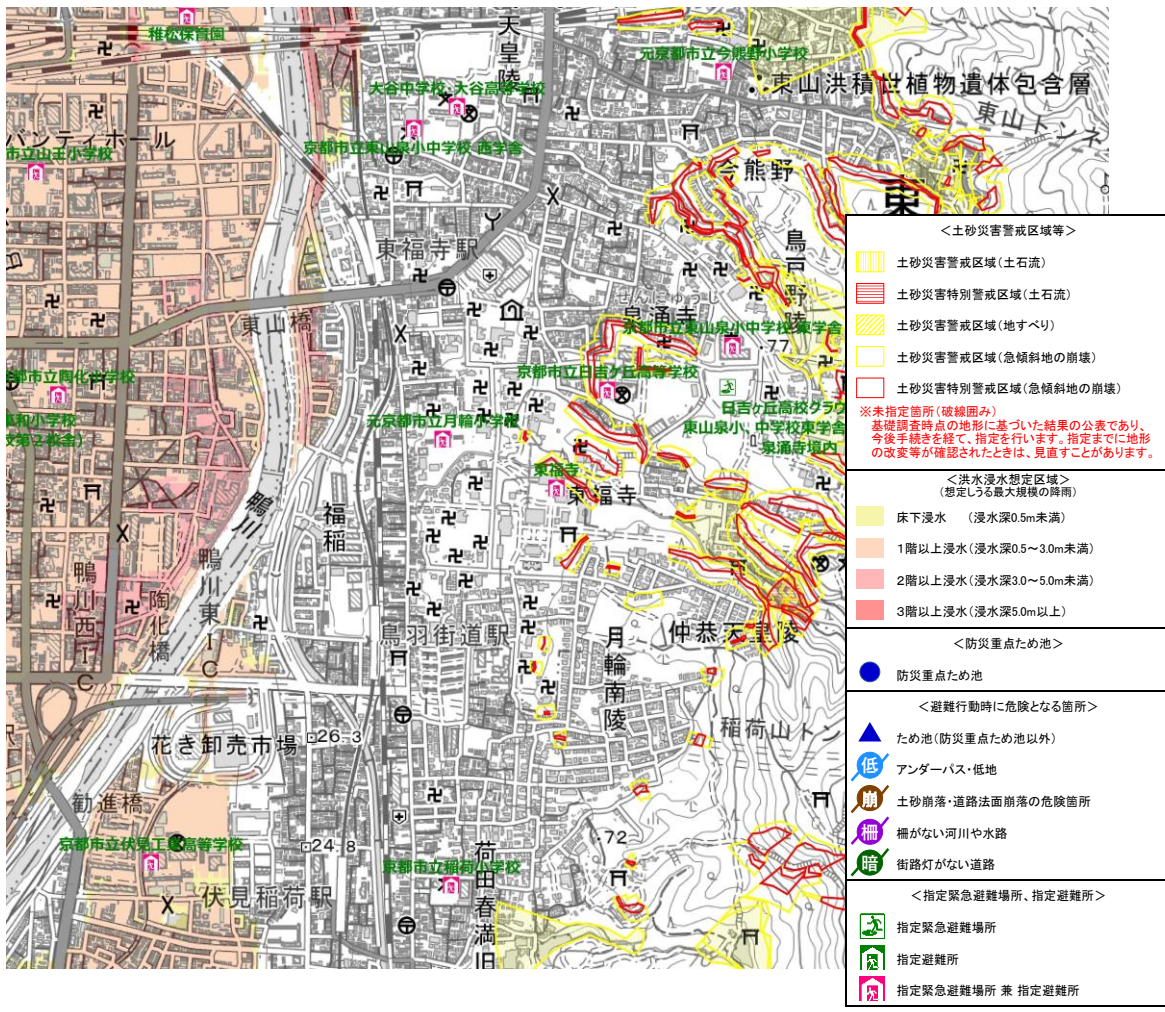 稚松保育園
天皇陵
元京都市立今熊野小学校
東山洪積世植物遺体包含層
東山トンネ
大谷中学校、大谷高等学校
バンティホール
市立山王小学校
京都市立東山泉小中学校 西学舎
今熊野
東
鳥戸野陵
東福寺駅
せんにゅうじ
泉涌寺
東山橋
京都市立東山泉小中学校 東学舎
・77
京都市立日吉ケ丘高等学校
都市立陶化小学校
元京都市立月輪小学校
日吉ヶ丘高校グラウ
東山泉小、中学校東学舎
泉涌寺境内
和小学校
校第2校舎）
東福寺
東福寺
鴨川
福稲
鴨川西IC
鴨川東IC
陶化橋
鳥羽街道駅
月輪南陵
仲恭天皇陵
稲荷山トン
花き卸売市場
26.3
勧進橋
京都市立伏見工業高等学校
24.8
・72
京都市立稲荷小学校
伏見稲荷駅
荷田春満旧
＜土砂災害警戒区域等＞
土砂災害警戒区域（土石流）
土砂災害特別警戒区域（土石流）
土砂災害警戒区域（地すべり）
土砂災害警戒区域（急傾斜地の崩壊）
土砂災害特別警戒区域（急傾斜地の崩壊）
※未指定箇所（破線囲み）
基礎調査時点の地形に基づいた結果の公表であり、
今後手続きを経て、指定を行います。指定までに地形
の改変等が確認されたときは、見直すことがあります。
＜洪水浸水想定区域＞
（想定しうる最大規模の降雨）
床下浸水　（浸水深0.5m未満）
1階以上浸水（浸水深0.5～3.0m未満）
2階以上浸水（浸水深3.0～5.0m未満）
3階以上浸水（浸水深5.0m以上）
＜防災重点ため池＞
防災重点ため池
＜避難行動時に危険となる箇所＞
ため池（防災重点ため池以外）
低 アンダーパス・低地
崩 土砂崩落・道路法面崩落の危険箇所
柵 柵がない河川や水路
暗 街路灯がない道路
＜指定緊急避難場所、指定避難所＞
指定緊急避難場所
指定避難所
指定緊急避難場所 兼 指定避難所